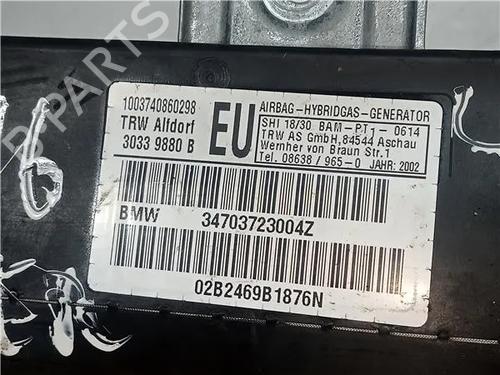 1003740860298
TRW Alfdorf
3033 9880 B
EU
AIRBAG-HYBRIDGAS-GENERATOR
SHI 18/30 BAM-PT1- 0614
TRW AS GmbH, 84544 Aschau
Wernher von Braun Str.1
Tel. 08638/965-0 JAHR: 2002
BMW 34703723004Z
02B2469B1876N